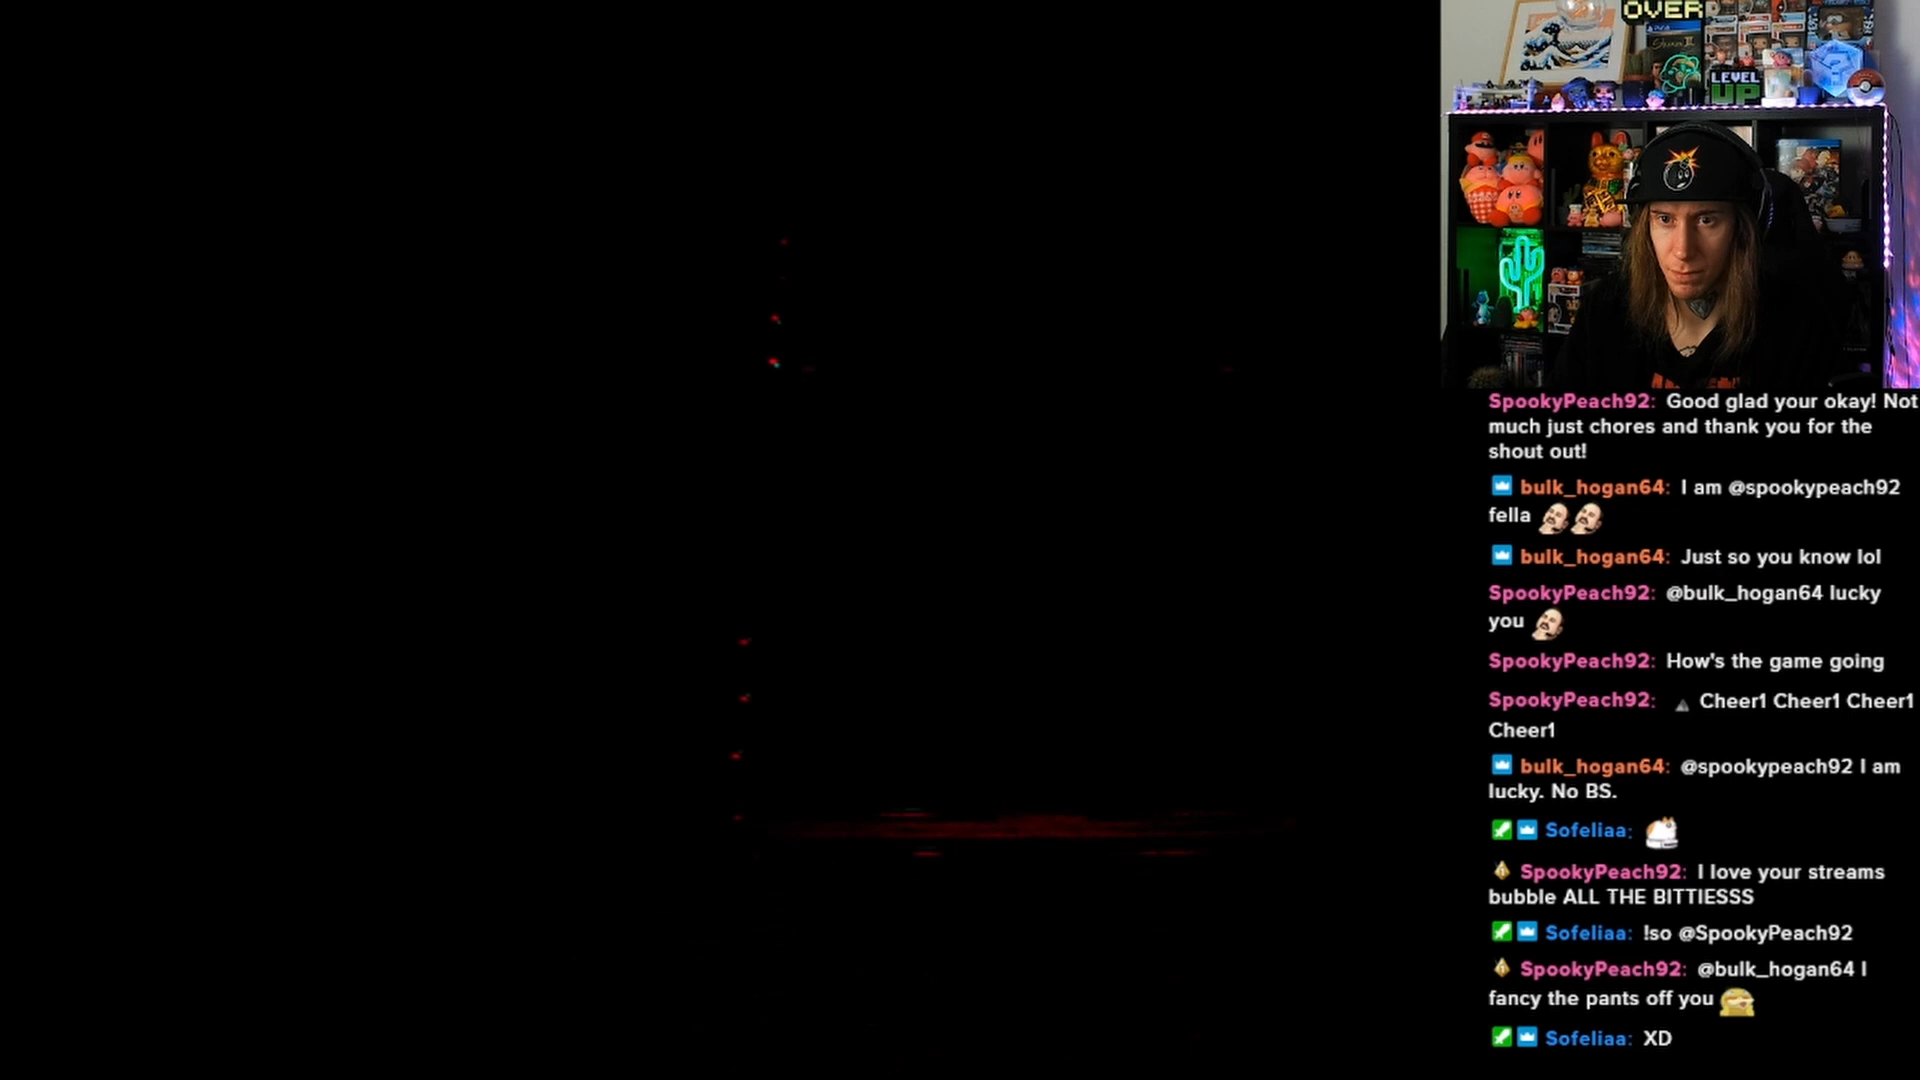 OVER
LEVEL
UP
SpookyPeach92: Good glad your okay! Not
much just chores and thank you for the
shout out!
bulk_hogan64: I am @spookypeach92
fella
bulk_hogan64: Just so you know lol
SpookyPeach92: @bulk_hogan64 lucky
you
SpookyPeach92: How's the game going
SpookyPeach92: Cheer1 Cheer1 Cheer1
Cheer1
bulk_hogan64: @spookypeach92 I am
lucky. No BS.
Sofeliaa:
SpookyPeach92: I love your streams
bubble ALL THE BITTIESSS
Sofeliaa: !so @SpookyPeach92
SpookyPeach92: @bulk_hogan64 I
fancy the pants off you
Sofeliaa: XD